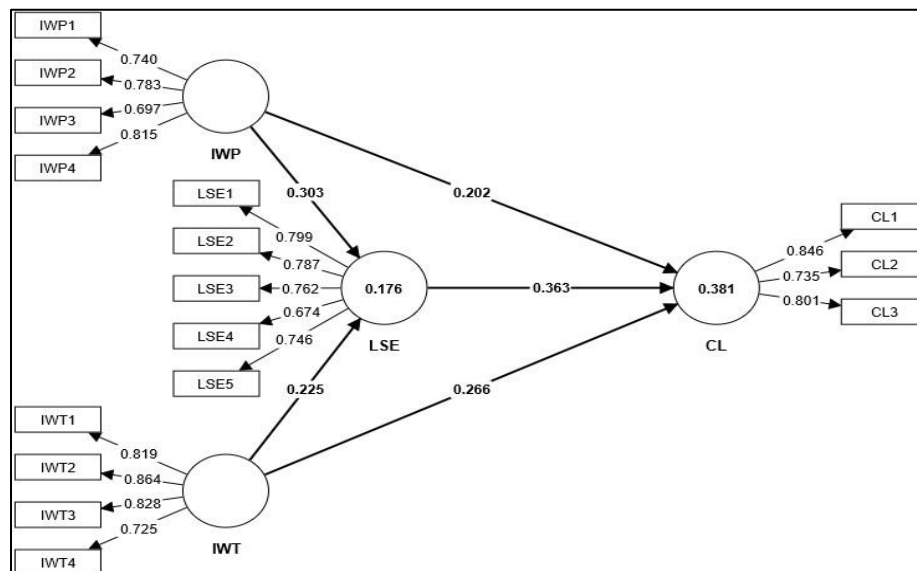 IWP1
0.740
IWP2
0.783
IWP3
0.697
IWP4
0.815
IWP
0.303
0.202
LSE1
0.799
LSE2
0.787
LSE3
0.762
LSE4
0.674
LSE5
0.746
0.176
LSE
0.363
CL1
0.846
CL2
0.735
CL3
0.801
0.381
CL
0.225
0.266
IWT1
0.819
IWT2
0.864
IWT3
0.828
IWT4
0.725
IWT